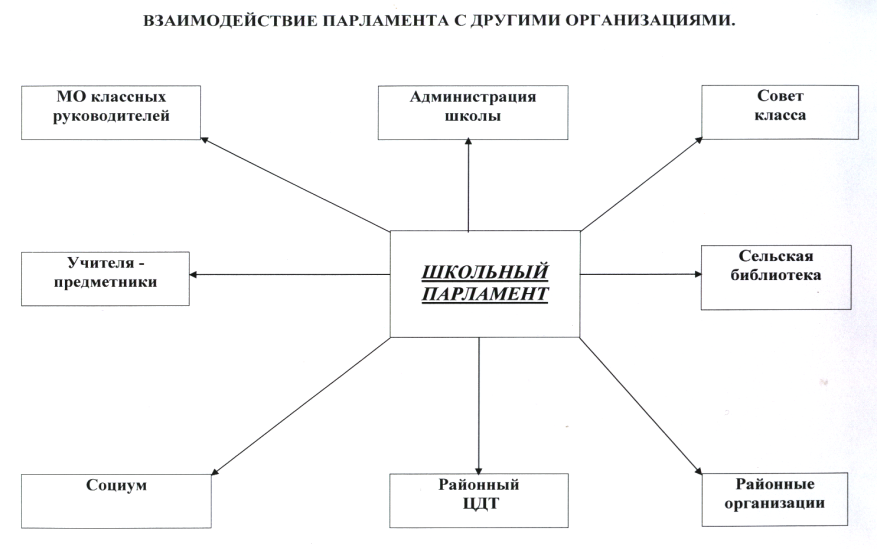 ВЗАИМОДЕЙСТВИЕ ПАРЛАМЕНТА С ДРУГИМИ ОРГАНИЗАЦИЯМИ.
МО классных
руководителей
Администрация
школы
Совет
класса
Учителя -
предметники
ШКОЛЬНЫЙ
ПАРЛАМЕНТ
Сельская
библиотека
Социум
Районный
ЦДТ
Районные
организации